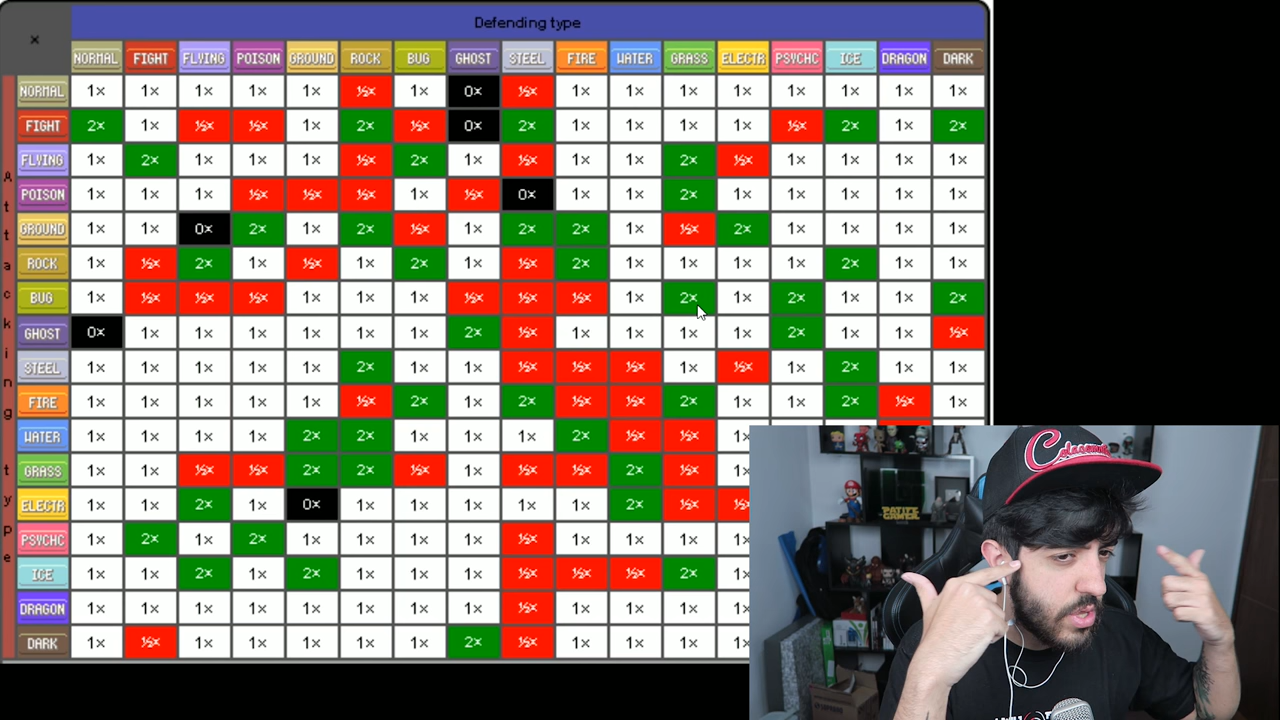 Defending type
× NORMAL FIGHT FLYING POISON GROUND ROCK BUG GHOST STEEL FIRE WATER GRASS ELECTR PSYCHC ICE DRAGON DARK
Attacking type
NORMAL 1× 1× 1× 1× 1× ½× 1× 0× ½× 1× 1× 1× 1× 1× 1× 1× 1×
FIGHT 2× 1× ½× ½× 1× 2× ½× 0× 2× 1× 1× 1× 1× ½× 2× 1× 2×
FLYING 1× 2× 1× 1× 1× ½× 2× 1× ½× 1× 1× 2× ½× 1× 1× 1× 1×
POISON 1× 1× 1× ½× ½× ½× 1× ½× 0× 1× 1× 2× 1× 1× 1× 1× 1×
GROUND 1× 1× 0× 2× 1× 2× ½× 1× 2× 2× 1× ½× 2× 1× 1× 1× 1×
ROCK 1× ½× 2× 1× ½× 1× 2× 1× ½× 2× 1× 1× 1× 1× 2× 1× 1×
BUG 1× ½× ½× ½× 1× 1× 1× ½× ½× ½× 1× 2× 1× 2× 1× 1× 2×
GHOST 0× 1× 1× 1× 1× 1× 1× 2× ½× 1× 1× 1× 1× 2× 1× 1× ½×
STEEL 1× 1× 1× 1× 1× 2× 1× 1× ½× ½× ½× 1× ½× 1× 2× 1× 1×
FIRE 1× 1× 1× 1× 1× ½× 2× 1× 2× ½× ½× 2× 1× 1× 2× ½× 1×
WATER 1× 1× 1× 1× 2× 2× 1× 1× 1× 2× ½× ½×
GRASS 1× 1× ½× ½× 2× 2× ½× 1× ½× ½× 2× ½×
ELECTR 1× 1× 2× 1× 0× 1× 1× 1× 1× 1× 2× ½× ½×
PSYCHC 1× 2× 1× 2× 1× 1× 1× 1× ½× 1× 1× 1×
ICE 1× 1× 2× 1× 2× 1× 1× 1× ½× ½× ½× 2×
DRAGON 1× 1× 1× 1× 1× 1× 1× 1× ½× 1× 1× 1×
DARK 1× ½× 1× 1× 1× 1× 1× 2× ½× 1× 1× 1×
PATIFE
GAMER